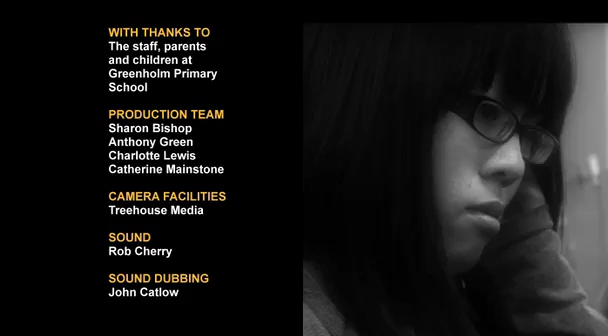 WITH THANKS TO
The staff, parents
and children at
Greenholm Primary
School
PRODUCTION TEAM
Sharon Bishop
Anthony Green
Charlotte Lewis
Catherine Mainstone
CAMERA FACILITIES
Treehouse Media
SOUND
Rob Cherry
SOUND DUBBING
John Catlow